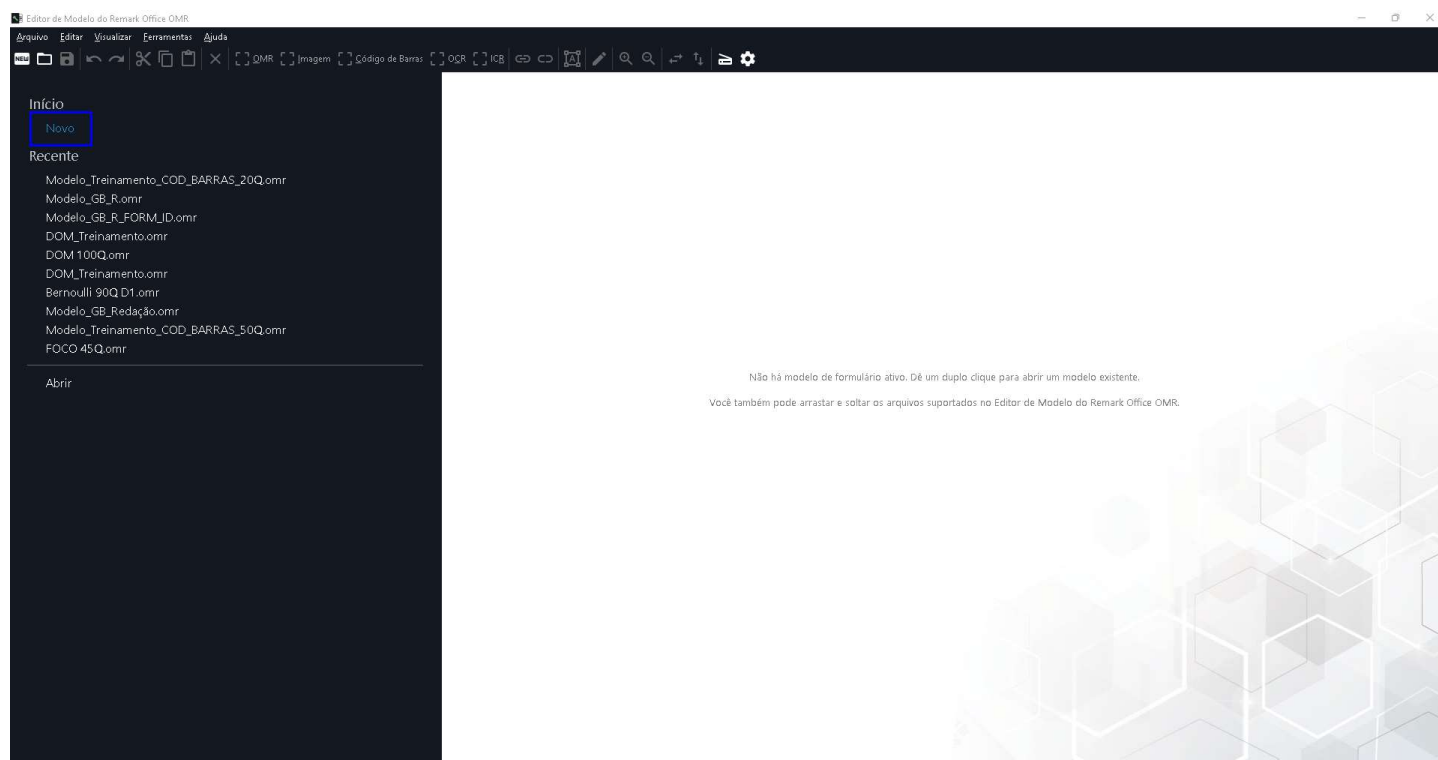 Editor de Modelo do Remark Office OMR
Arquivo Editar Visualizar Ferramentas Ajuda
NEW OMR Imagem Código de Barras OCR ICR A
Início
Novo
Recente
Modelo_Treinamento_COD_BARRAS_20Q.omr
Modelo_GB_R.omr
Modelo_GB_R_FORM_ID.omr
DOM_Treinamento.omr
DOM 100Q.omr
DOM_Treinamento.omr
Bernoulli 90Q D1.omr
Modelo_GB_Redação.omr
Modelo_Treinamento_COD_BARRAS_50Q.omr
FOCO 45Q.omr
Abrir
Não há modelo de formulário ativo. Dê um duplo clique para abrir um modelo existente.
Você também pode arrastar e soltar os arquivos suportados no Editor de Modelo do Remark Office OMR.